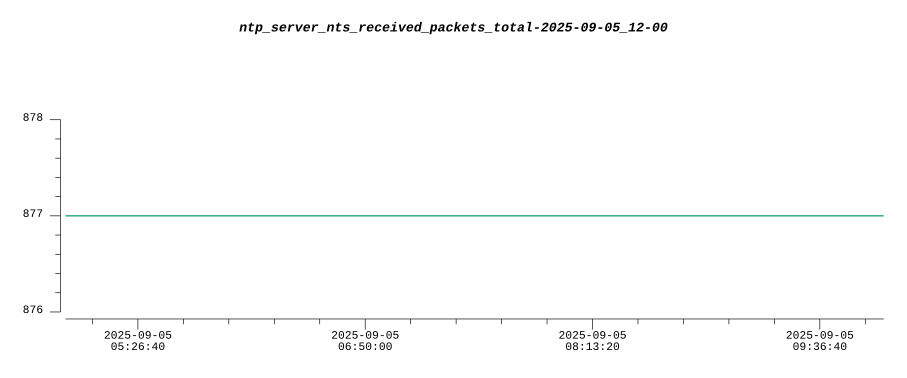 ntp_server_nts_received_packets_total-2025-09-05_12-00
878
877
876
2025-09-05 2025-09-05 2025-09-05 2025-09-05
05:26:40 06:50:00 08:13:20 09:36:40